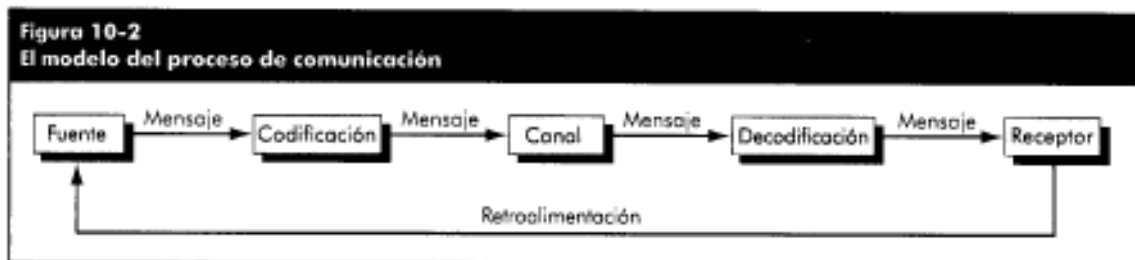 Figura 10-2
El modelo del proceso de comunicación
Fuente Mensaje Codificación Mensaje Canal Mensaje Decodificación Mensaje Receptor
Retroalimentación